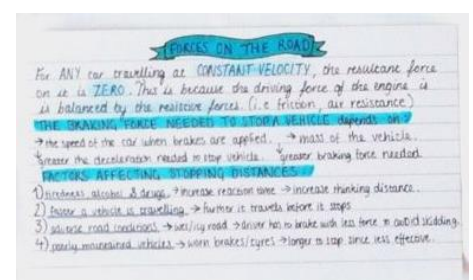 FORCES ON THE ROAD
For ANY car travelling at CONSTANT VELOCITY, the resultant force
on it is ZERO. This is because the driving force of the engine is
is balanced by the resistive forces. (i.e friction, air resistance)
THE BRAKING FORCE NEEDED TO STOP A VEHICLE depends on:
→ the speed of the car when brakes are applied. → mass of the vehicle.
greater the deceleration needed to stop vehicle. greater braking force needed.
FACTORS AFFECTING STOPPING DISTANCES:
1) tiredness, alcohol & drugs → increase reaction time → increase thinking distance.
2) faster a vehicle is travelling → further it travels before it stops
3) adverse road conditions → wet/icy road → driver has to brake with less force to avoid skidding.
4) poorly maintained vehicles → worn brakes/tyres → longer to stop since less effective.